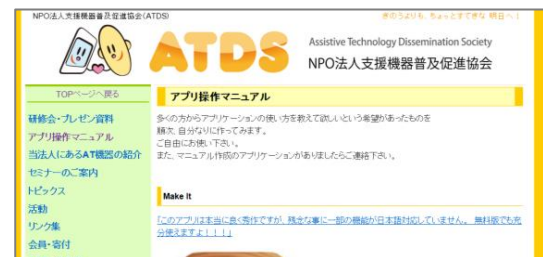 NPO法人支援機器普及促進協会(ATDS)
きのうよりも、ちょっとすてきな 明日へ!
ATDS
Assistive Technology Dissemination Society
NPO法人支援機器普及促進協会
TOPページへ戻る
アプリ操作マニュアル
研修会・プレゼン資料
アプリ操作マニュアル
当法人にあるAT機器の紹介
セミナーのご案内
トピックス
活動
リンク集
会員・寄付
多くの方からアプリケーションの使い方を教えて欲しいという希望があったものを
順次、自分なりに作ってみます。
ご自由にお使い下さい。
また、マニュアル作成のアプリケーションがありましたらご連絡下さい。
Make It
「このアプリは本当に良く秀作ですが、残念な事に一部の機能が日本語対応していません。 無料版でも充
分使えますよ!!!」